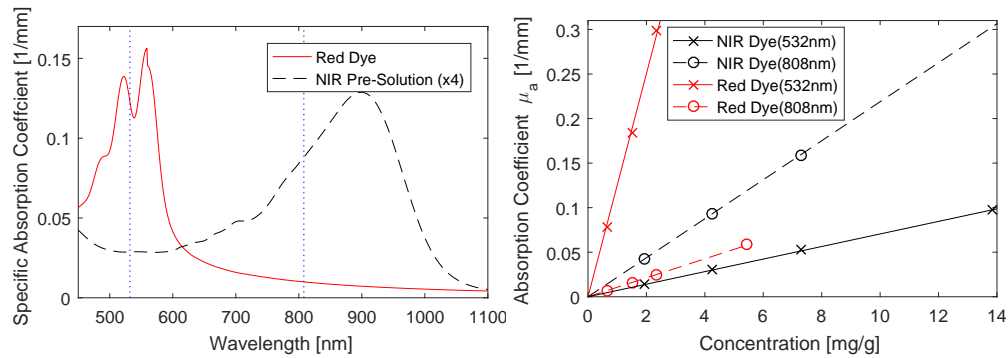 Specific Absorption Coefficient [1/mm]
0.15
0.1
0.05
0
500 600 700 800 900 1000 1100
Wavelength [nm]
Red Dye
NIR Pre-Solution (x4)
Absorption Coefficient μa [1/mm]
0.3
0.25
0.2
0.15
0.1
0.05
0
0 2 4 6 8 10 12 14
Concentration [mg/g]
NIR Dye(532nm)
NIR Dye(808nm)
Red Dye(532nm)
Red Dye(808nm)